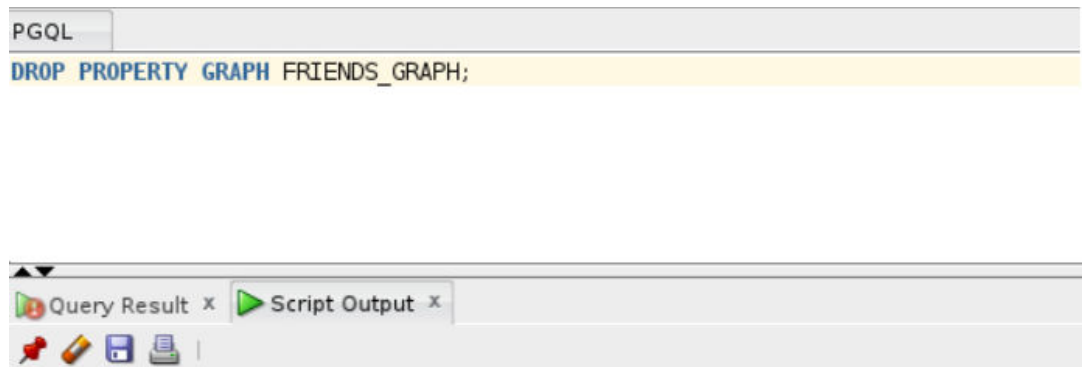 PGQL
DROP PROPERTY GRAPH FRIENDS_GRAPH;
Query Result x Script Output x